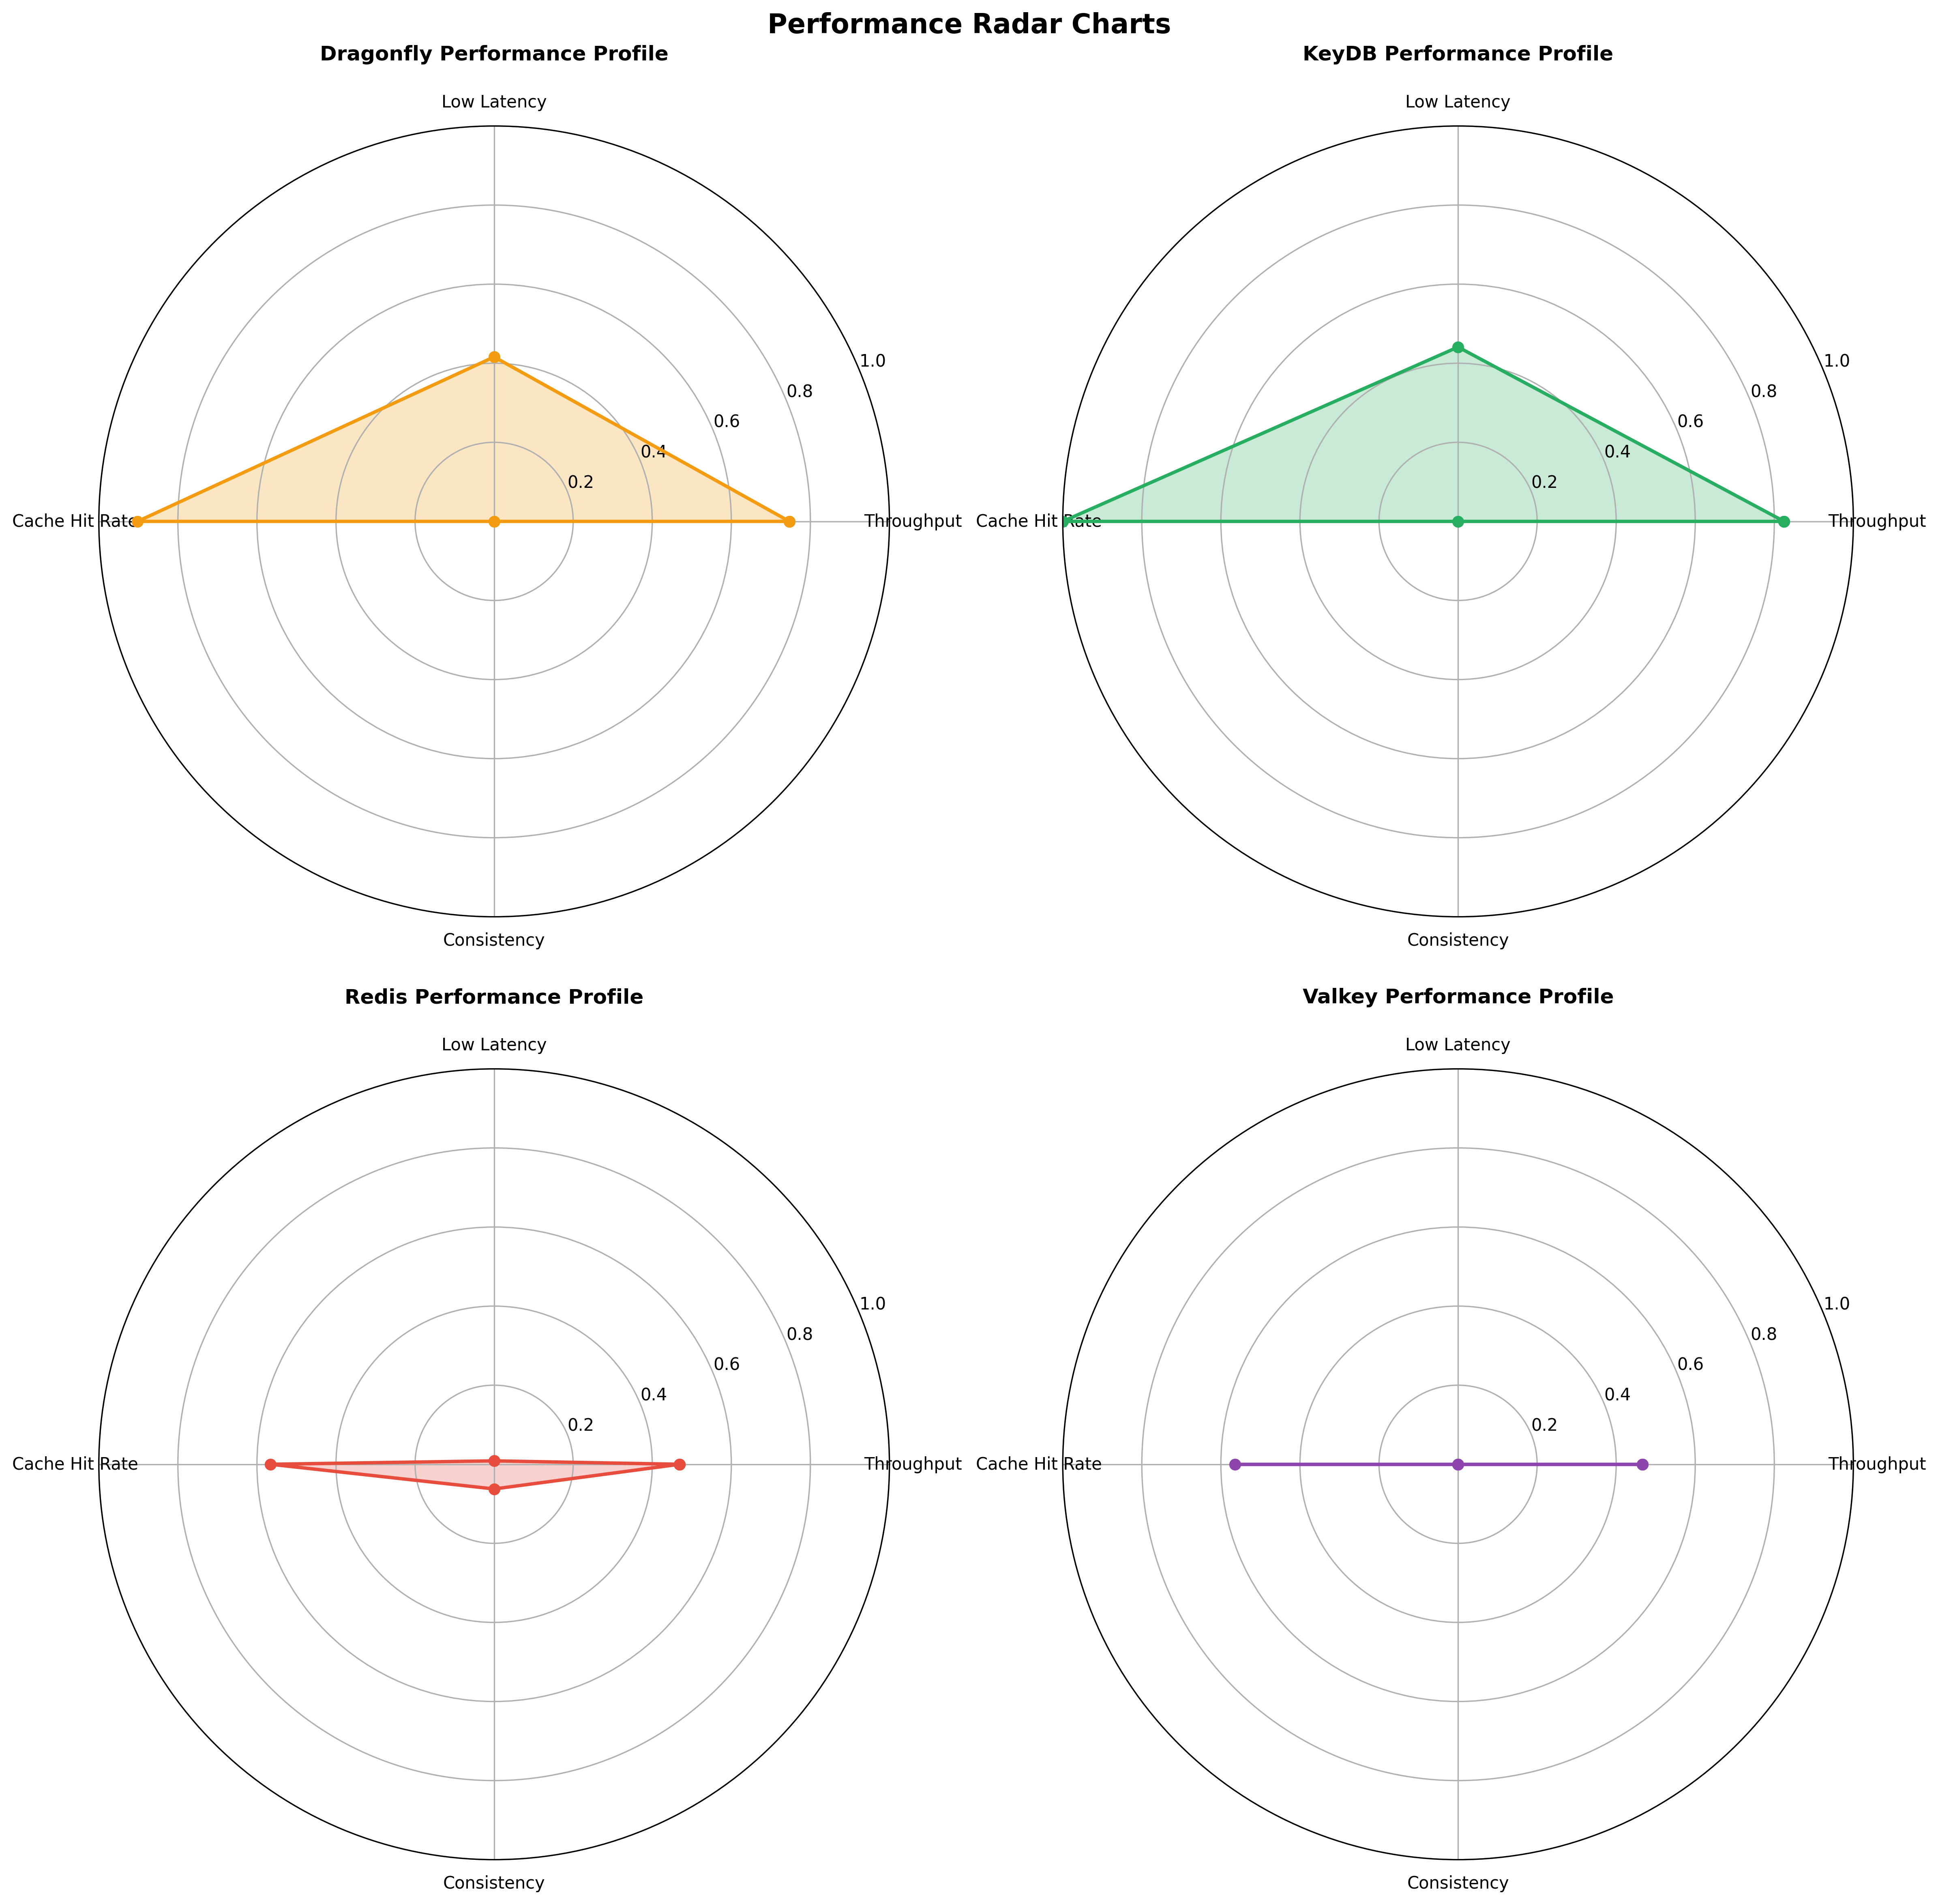 Performance Radar Charts
Dragonfly Performance Profile
Low Latency
1.0
0.8
0.6
0.4
0.2
Cache Hit Rate
Throughput
Consistency
KeyDB Performance Profile
Low Latency
1.0
0.8
0.6
0.4
0.2
Cache Hit Rate
Throughput
Consistency
Redis Performance Profile
Low Latency
1.0
0.8
0.6
0.4
0.2
Cache Hit Rate
Throughput
Consistency
Valkey Performance Profile
Low Latency
1.0
0.8
0.6
0.4
0.2
Cache Hit Rate
Throughput
Consistency